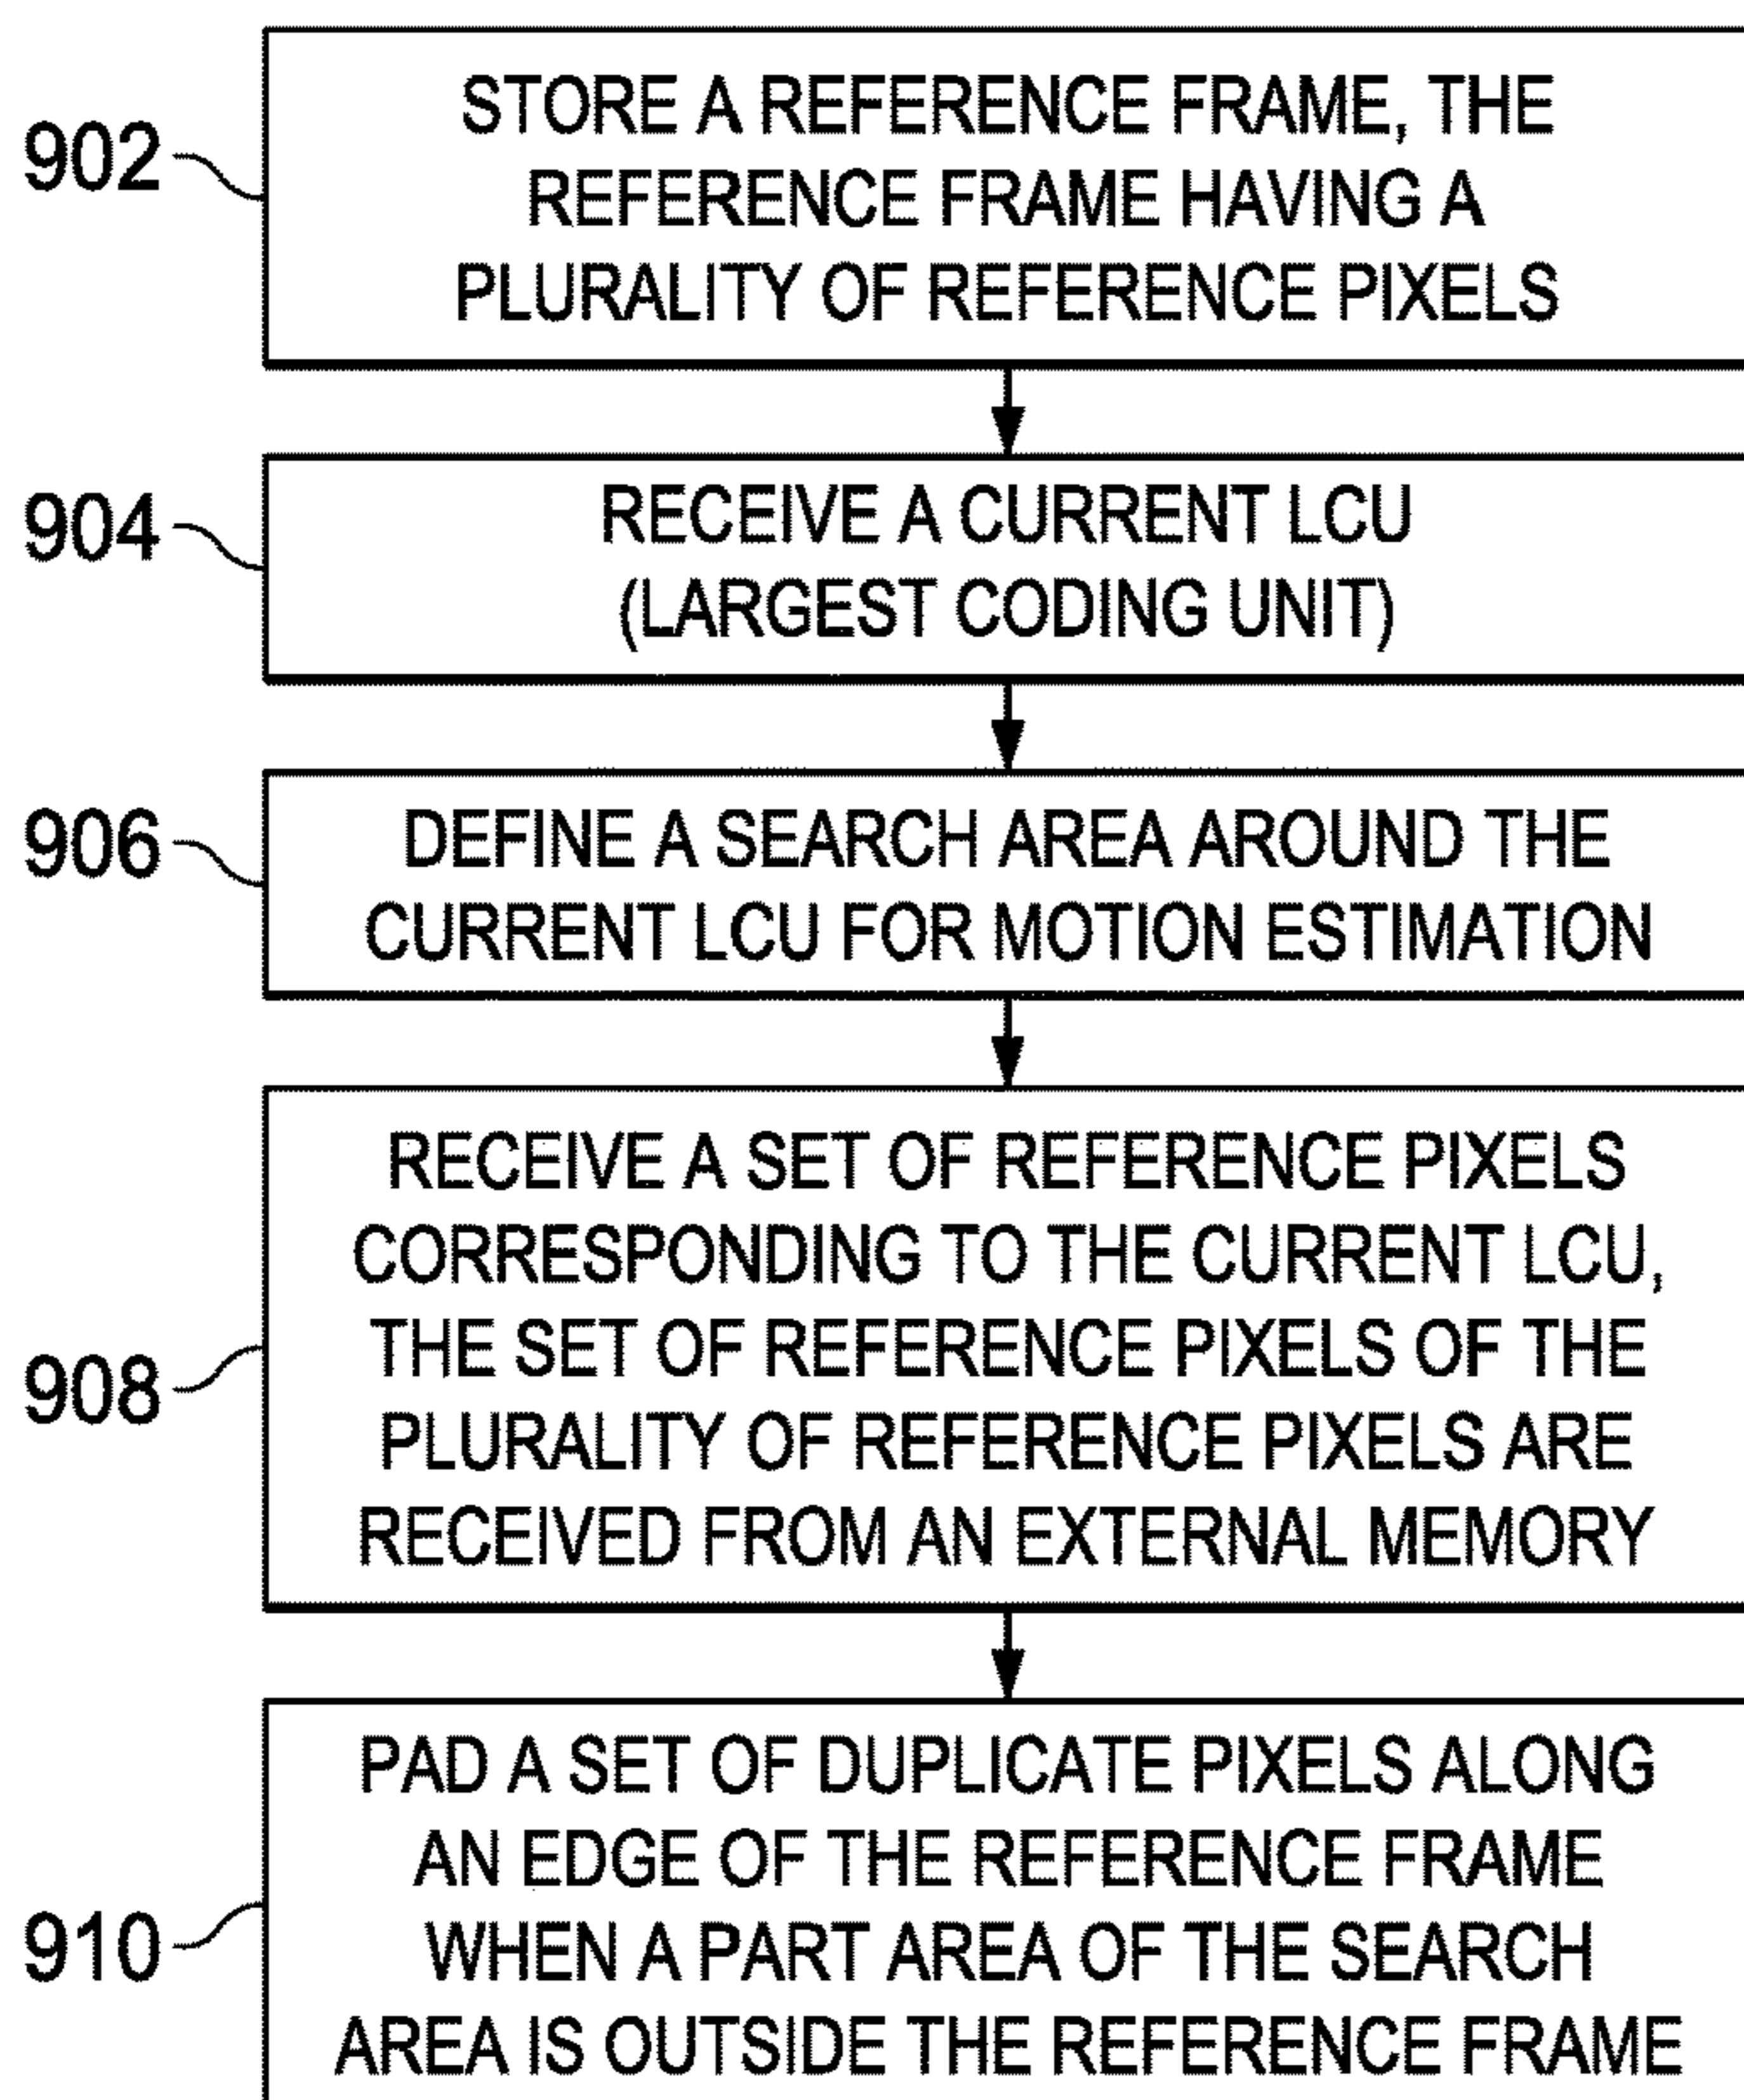 902
STORE A REFERENCE FRAME, THE
REFERENCE FRAME HAVING A
PLURALITY OF REFERENCE PIXELS
904
RECEIVE A CURRENT LCU
(LARGEST CODING UNIT)
906
DEFINE A SEARCH AREA AROUND THE
CURRENT LCU FOR MOTION ESTIMATION
908
RECEIVE A SET OF REFERENCE PIXELS
CORRESPONDING TO THE CURRENT LCU,
THE SET OF REFERENCE PIXELS OF THE
PLURALITY OF REFERENCE PIXELS ARE
RECEIVED FROM AN EXTERNAL MEMORY
910
PAD A SET OF DUPLICATE PIXELS ALONG
AN EDGE OF THE REFERENCE FRAME
WHEN A PART AREA OF THE SEARCH
AREA IS OUTSIDE THE REFERENCE FRAME